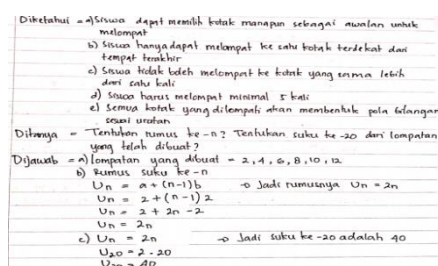 Diketahui = a) Siswa dapat memilih kotak manapun sebagai awalan untuk
melompat
b) Siswa hanya dapat melompat ke satu kotak terdekat dari
tempat terakhir
c) Siswa tidak boleh melompat ke kotak yang sama lebih
dari satu kali
d) Siswa harus melompat minimal 5 kali
e) Semua kotak yang dilompati akan membentuk pola bilangan
sesuai urutan
Ditanya = Tentukan rumus ke-n? Tentukan suku ke-20 dari lompatan
yang telah dibuat?
Dijawab = a) lompatan yang dibuat = 2, 4, 6, 8, 10, 12
b) Rumus suku ke-n
Un = a + (n-1) b → Jadi rumusnya Un = 2n
Un = 2 + (n-1) 2
Un = 2 + 2n - 2
Un = 2n
c) Un = 2n → Jadi suku ke-20 adalah 40
U20 = 2 . 20
U20 = 40